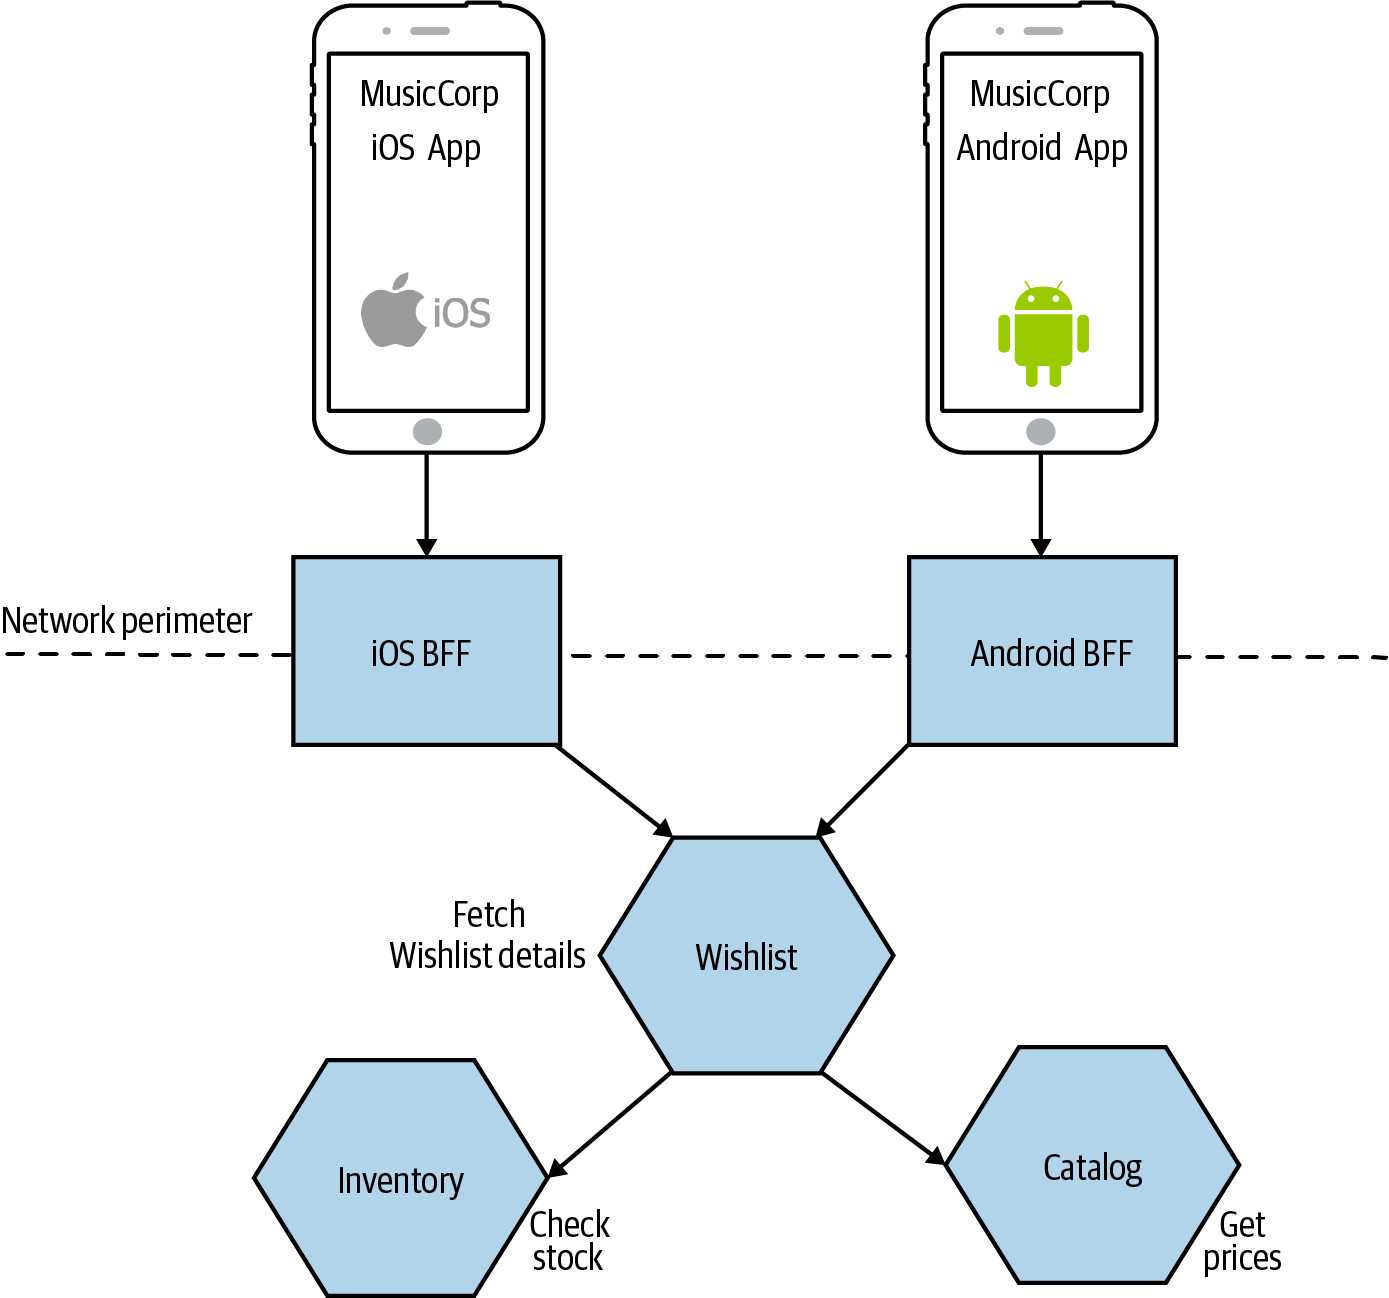 MusicCorp
iOS App
iOS
MusicCorp
Android App
Network perimeter
iOS BFF
Android BFF
Fetch
Wishlist details
Wishlist
Inventory
Check
stock
Catalog
Get
prices